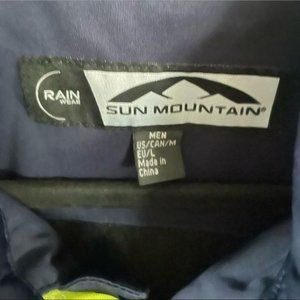 RAIN
WEAR
SUN MOUNTAIN®
MEN
US/CAN/M
EU/L
Made in
China